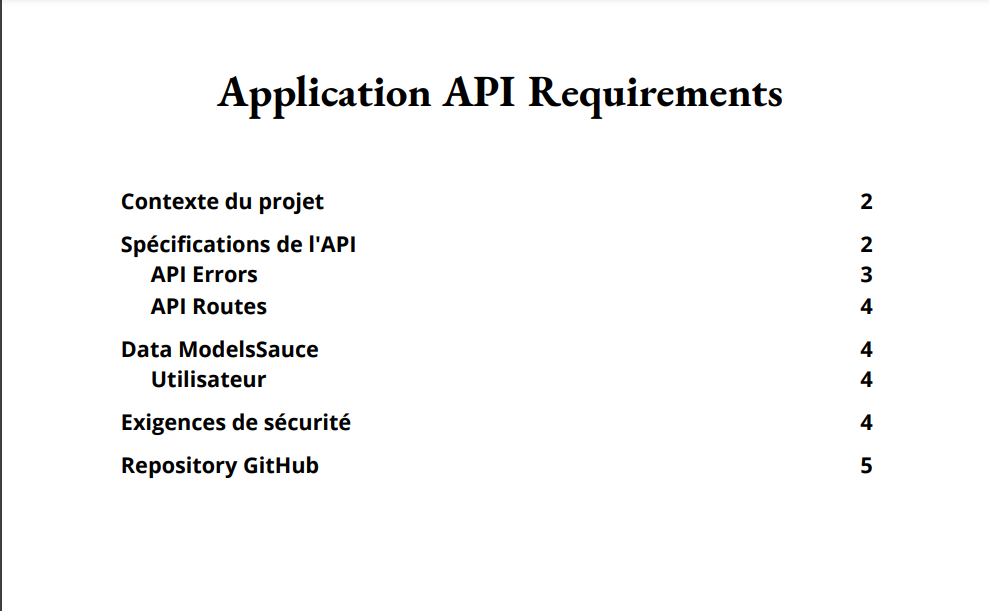 Application API Requirements
Contexte du projet 2
Spécifications de l'API 2
API Errors 3
API Routes 4
Data ModelsSauce 4
Utilisateur 4
Exigences de sécurité 4
Repository GitHub 5